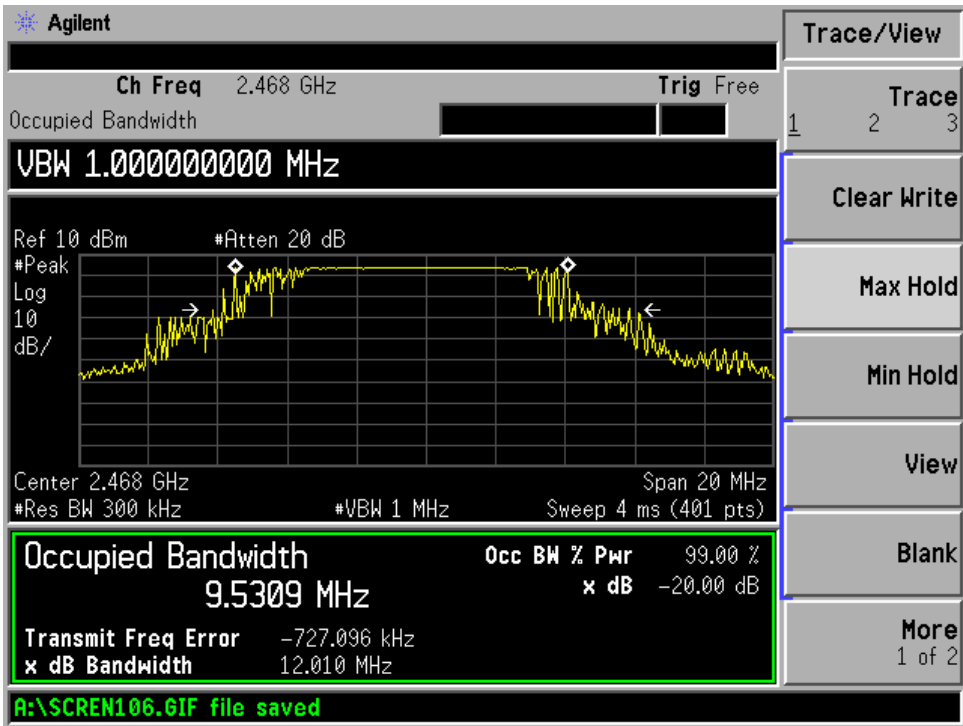 Agilent
Trace/View
Ch Freq 2.468 GHz Trig Free
Occupied Bandwidth
Trace
1 2 3
VBW 1.000000000 MHz
Clear Write
Ref 10 dBm #Atten 20 dB
#Peak
Log
10
dB/
Max Hold
Min Hold
View
Center 2.468 GHz Span 20 MHz
#Res BW 300 kHz #VBW 1 MHz Sweep 4 ms (401 pts)
Occupied Bandwidth Occ BW % Pwr 99.00 %
9.5309 MHz x dB -20.00 dB
Blank
Transmit Freq Error -727.096 kHz
x dB Bandwidth 12.010 MHz
More
1 of 2
A:\SCREN106.GIF file saved